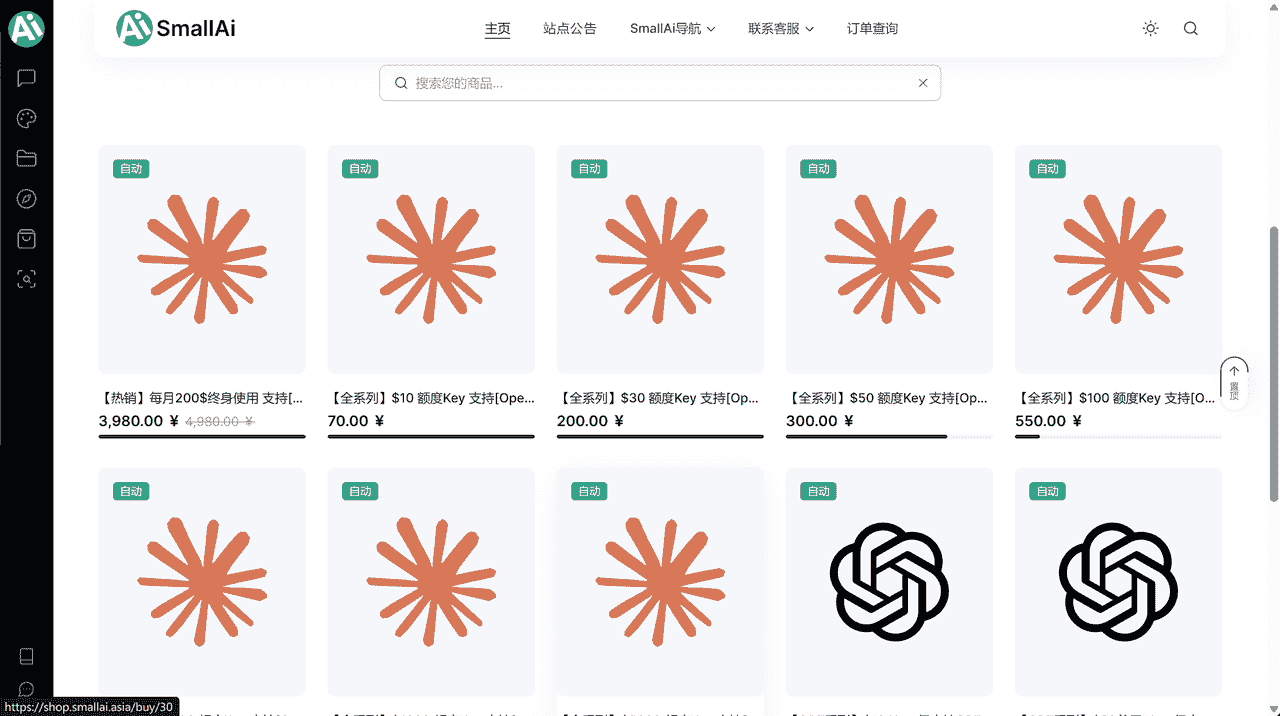 Ai SmallAi
主页 站点公告 SmallAi导航 联系客服 订单查询
搜索您的商品...
自动 自动 自动 自动 自动
【热销】每月200$终身使用 支持[...
【全系列】$10 额度Key 支持[Ope...
【全系列】$30 额度Key 支持[Op...
【全系列】$50 额度Key 支持[Op...
【全系列】$100 额度Key 支持[O...
3,980.00 ¥ 4,980.00 ¥
70.00 ¥
200.00 ¥
300.00 ¥
550.00 ¥
置顶
自动 自动 自动 自动 自动
https://shop.smallai.asia/buy/30